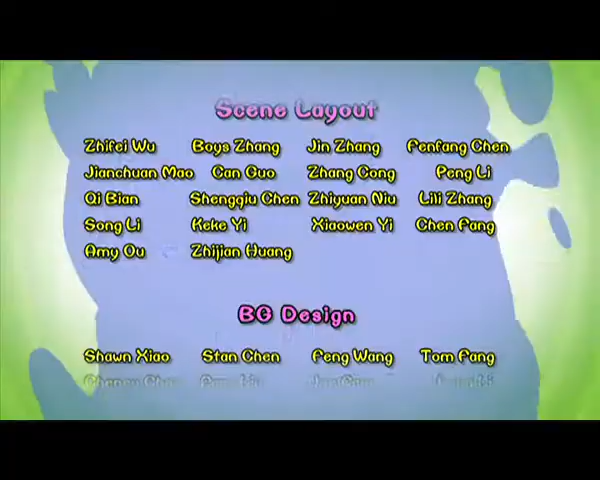 Scene Layout
Zhifei Wu Boys Zhang Jin Zhang Fenfang Chen
Jianchuan Mao Can Guo Zhang Cong Peng Li
Qi Bian Shengqiu Chen Zhiyuan Niu Lili Zhang
Song Li Keke Yi Xiaowen Yi Chen Fang
Amy Ou Zhijian Huang
BG Design
Shawn Xiao Stan Chen Feng Wang Tom Fang